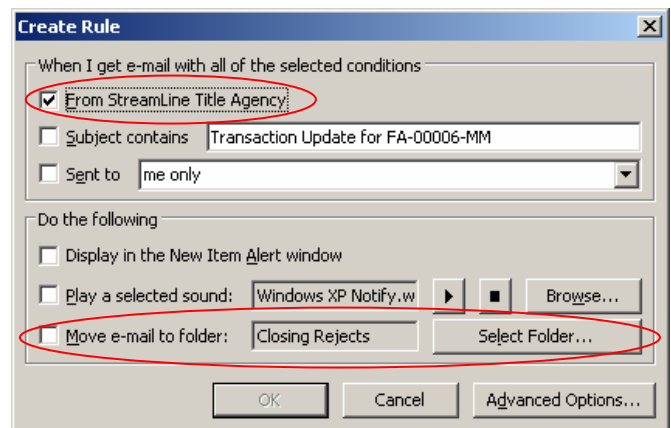 Create Rule
When I get e-mail with all of the selected conditions
From StreamLine Title Agency
Subject contains Transaction Update for FA-00006-MM
Sent to me only
Do the following
Display in the New Item Alert window
Play a selected sound: Windows XP Notify.w Browse...
Move e-mail to folder: Closing Rejects Select Folder...
OK Cancel Advanced Options...